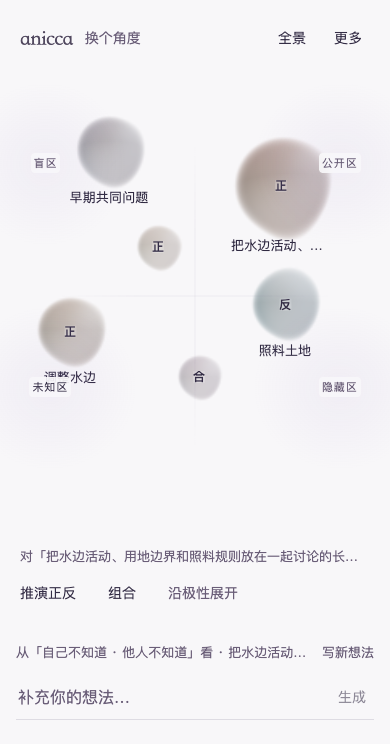 anicca 换个角度 全景 更多
盲区 公开区
早期共同问题
正
正
把水边活动、…
反
正
照料土地
调整水边
合
未知区 隐藏区
对「把水边活动、用地边界和照料规则放在一起讨论的长…
推演正反 组合 沿极性展开
从「自己不知道 · 他人不知道」看 · 把水边活动… 写新想法
补充你的想法… 生成